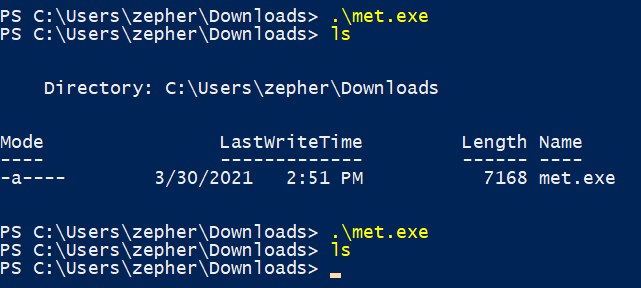 PS C:\Users\zepher\Downloads> .\met.exe
PS C:\Users\zepher\Downloads> ls
Directory: C:\Users\zepher\Downloads
Mode                 LastWriteTime         Length Name
----                 -------------         ------ ----
-a----         3/30/2021   2:51 PM           7168 met.exe
PS C:\Users\zepher\Downloads> .\met.exe
PS C:\Users\zepher\Downloads> ls
PS C:\Users\zepher\Downloads>